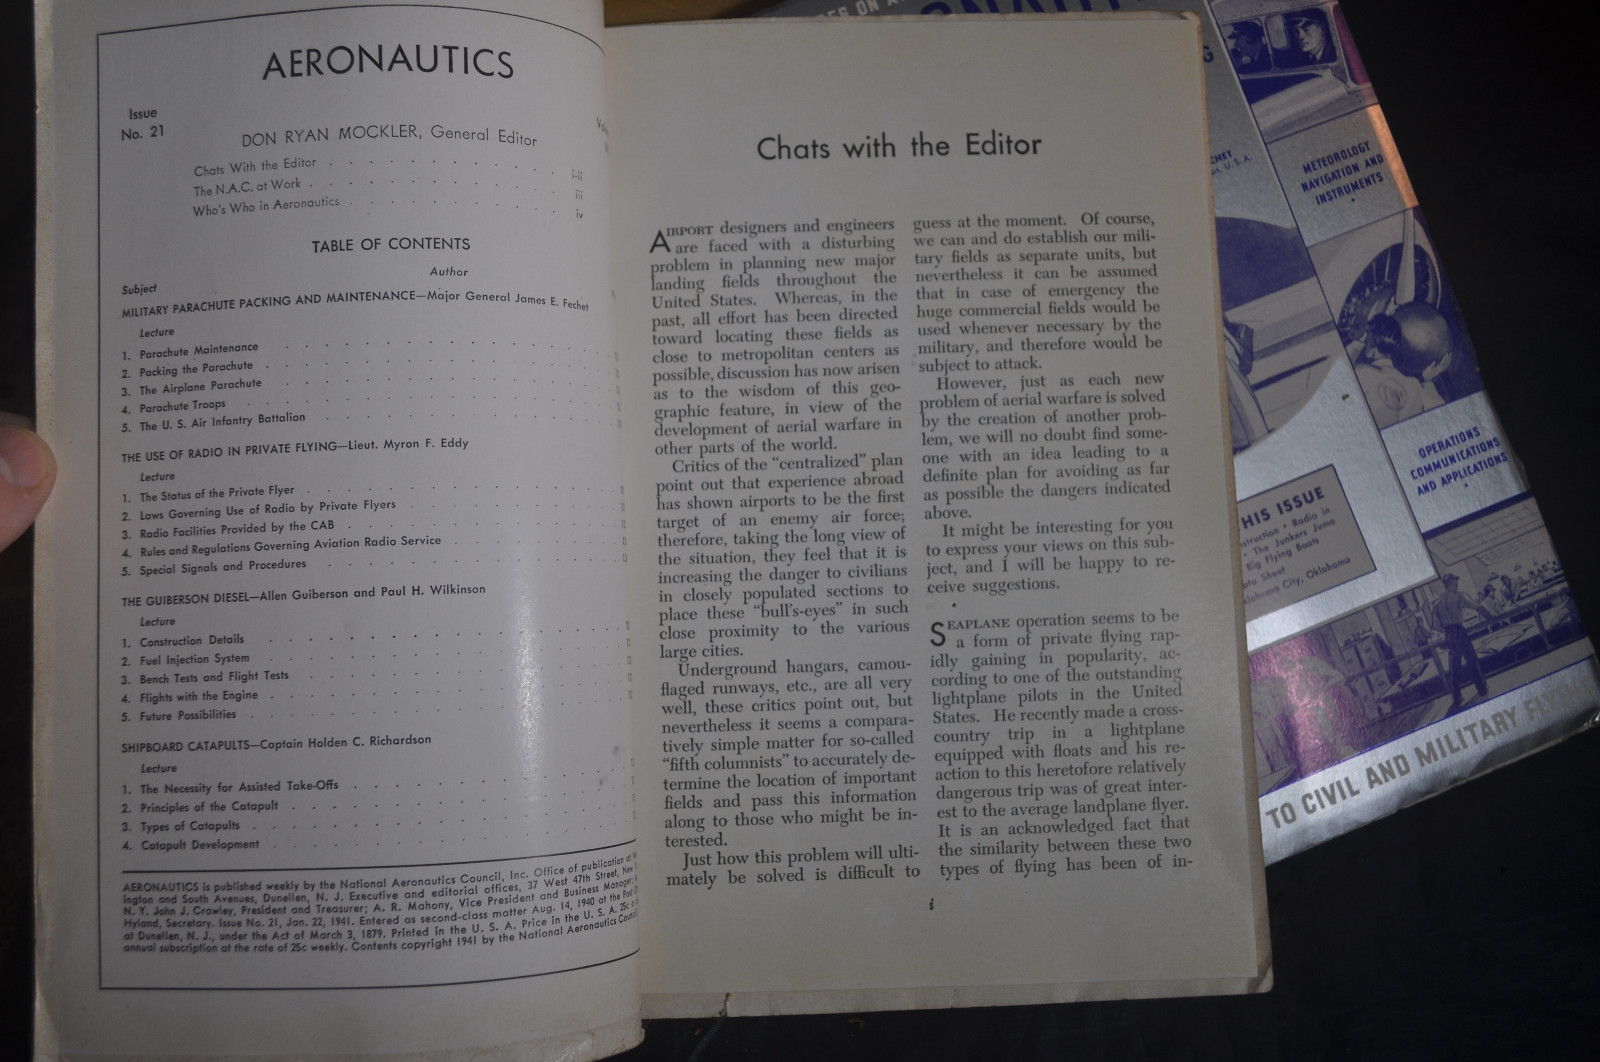 AERONAUTICS
Issue
No. 21
DON RYAN MOCKLER, General Editor
Chats With the Editor . . . . . . . . . . i-ii
The N.A.C. at Work . . . . . . . . . . iii
Who's Who in Aeronautics . . . . . . . . . . iv
TABLE OF CONTENTS
Subject
Author
MILITARY PARACHUTE PACKING AND MAINTENANCE—Major General James E. Fechet
Lecture
1. Parachute Maintenance
2. Packing the Parachute
3. The Airplane Parachute
4. Parachute Troops
5. The U. S. Air Infantry Battalion
THE USE OF RADIO IN PRIVATE FLYING—Lieut. Myron F. Eddy
Lecture
1. The Status of the Private Flyer
2. Laws Governing Use of Radio by Private Flyers
3. Radio Facilities Provided by the CAB
4. Rules and Regulations Governing Aviation Radio Service
5. Special Signals and Procedures
THE GUIBERSON DIESEL—Allen Guiberson and Paul H. Wilkinson
Lecture
1. Construction Details
2. Fuel Injection System
3. Bench Tests and Flight Tests
4. Flights with the Engine
5. Future Possibilities
SHIPBOARD CATAPULTS—Captain Holden C. Richardson
Lecture
1. The Necessity for Assisted Take-Offs
2. Principles of the Catapult
3. Types of Catapults
4. Catapult Development
AERONAUTICS is published weekly by the National Aeronautics Council, Inc. Office of publication at
ington and South Avenues, Dunellen, N. J. Executive and editorial offices, 37 West 47th Street, New
N. Y. John J. Crawley, President and Treasurer; A. R. Mahony, Vice President and Business Manager;
Hyland, Secretary. Issue No. 21, Jan. 22, 1941. Entered as second-class matter Aug. 14, 1940 at the Post
at Dunellen, N. J., under the Act of March 3, 1879. Printed in the U. S. A. Price in the U. S. A. 25c
annual subscription at the rate of 25c weekly. Contents copyright 1941 by the National Aeronautics Council
Chats with the Editor
AIRPORT designers and engineers
are faced with a disturbing
problem in planning new major
landing fields throughout the
United States. Whereas, in the
past, all effort has been directed
toward locating these fields as
close to metropolitan centers as
possible, discussion has now arisen
as to the wisdom of this geo-
graphic feature, in view of the
development of aerial warfare in
other parts of the world.
Critics of the "centralized" plan
point out that experience abroad
has shown airports to be the first
target of an enemy air force;
therefore, taking the long view of
the situation, they feel that it is
increasing the danger to civilians
in closely populated sections to
place these "bull's-eyes" in such
close proximity to the various
large cities.
Underground hangars, camou-
flaged runways, etc., are all very
well, these critics point out, but
nevertheless it seems a compara-
tively simple matter for so-called
"fifth columnists" to accurately de-
termine the location of important
fields and pass this information
along to those who might be in-
terested.
Just how this problem will ulti-
mately be solved is difficult to
guess at the moment. Of course,
we can and do establish our mili-
tary fields as separate units, but
nevertheless it can be assumed
that in case of emergency the
huge commercial fields would be
used whenever necessary by the
military, and therefore would be
subject to attack.
However, just as each new
problem of aerial warfare is solved
by the creation of another prob-
lem, we will no doubt find some-
one with an idea leading to a
definite plan for avoiding as far
as possible the dangers indicated
above.
It might be interesting for you
to express your views on this sub-
ject, and I will be happy to re-
ceive suggestions.
SEAPLANE operation seems to be
a form of private flying rap-
idly gaining in popularity, ac-
cording to one of the outstanding
lightplane pilots in the United
States. He recently made a cross-
country trip in a lightplane
equipped with floats and his re-
action to this heretofore relatively
dangerous trip was of great inter-
est to the average landplane flyer.
It is an acknowledged fact that
the similarity between these two
types of flying has been of in-
i
METEOROLOGY
NAVIGATION AND
INSTRUMENTS
OPERATIONS
COMMUNICATIONS
AND APPLICATIONS
HIS ISSUE
struction • Radio in
• The Junkers Jumo
Big Flying Boats
ta Sheet
klahoma City, Oklahoma
TO CIVIL AND MILITARY FLYING